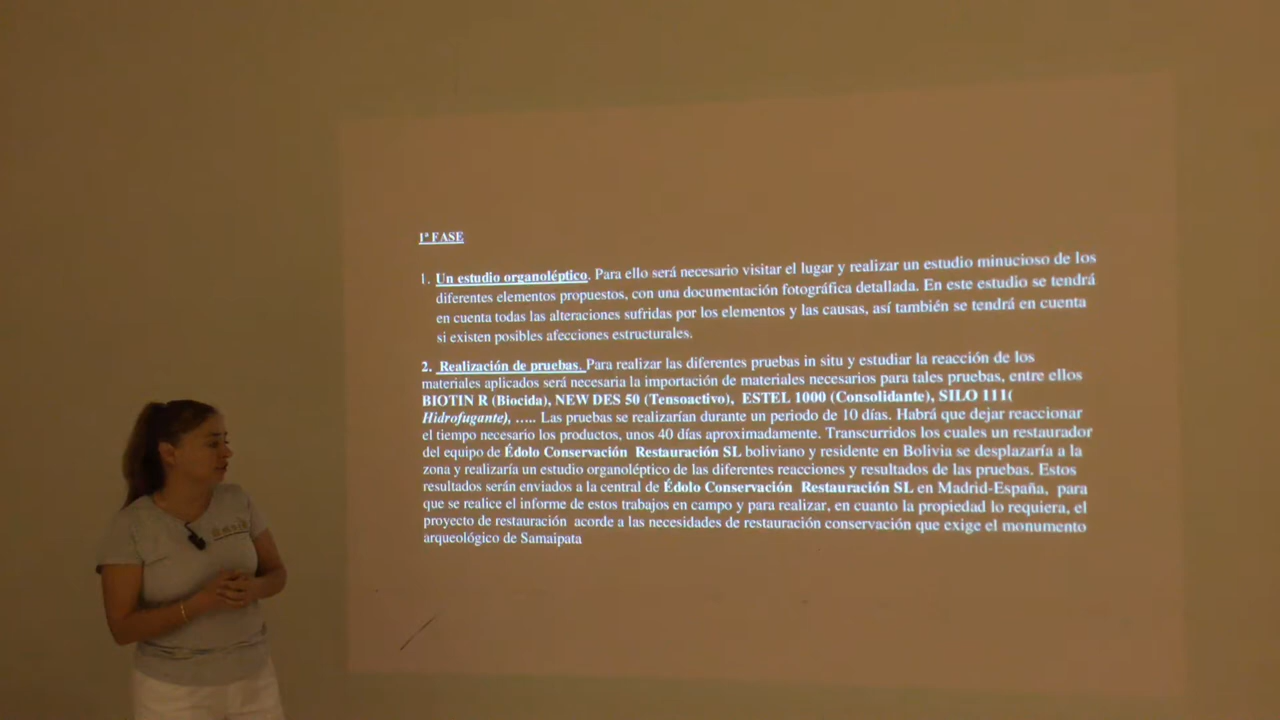 1ª FASE
1. Un estudio organoléptico. Para ello será necesario visitar el lugar y realizar un estudio minucioso de los
diferentes elementos propuestos, con una documentación fotográfica detallada. En este estudio se tendrá
en cuenta todas las alteraciones sufridas por los elementos y las causas, así también se tendrá en cuenta
si existen posibles afecciones estructurales.
2. Realización de pruebas. Para realizar las diferentes pruebas in situ y estudiar la reacción de los
materiales aplicados será necesaria la importación de materiales necesarios para tales pruebas, entre ellos
BIOTIN R (Biocida), NEW DES 50 (Tensoactivo), ESTEL 1000 (Consolidante), SILO 111(
Hidrofugante), ….. Las pruebas se realizarían durante un periodo de 10 días. Habrá que dejar reaccionar
el tiempo necesario los productos, unos 40 días aproximadamente. Transcurridos los cuales un restaurador
del equipo de Édolo Conservación Restauración SL boliviano y residente en Bolivia se desplazaría a la
zona y realizaría un estudio organoléptico de las diferentes reacciones y resultados de las pruebas. Estos
resultados serán enviados a la central de Édolo Conservación Restauración SL en Madrid-España, para
que se realice el informe de estos trabajos en campo y para realizar, en cuanto la propiedad lo requiera, el
proyecto de restauración acorde a las necesidades de restauración conservación que exige el monumento
arqueológico de Samaipata